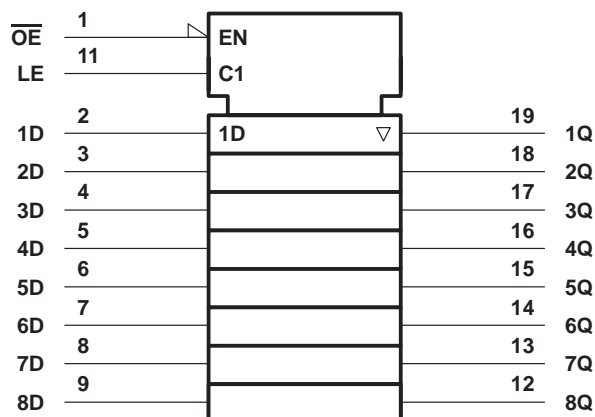 1
OE EN
11
LE C1
2 19
1D 1D ▽ 1Q
3 18
2D 2Q
4 17
3D 3Q
5 16
4D 4Q
6 15
5D 5Q
7 14
6D 6Q
8 13
7D 7Q
9 12
8D 8Q